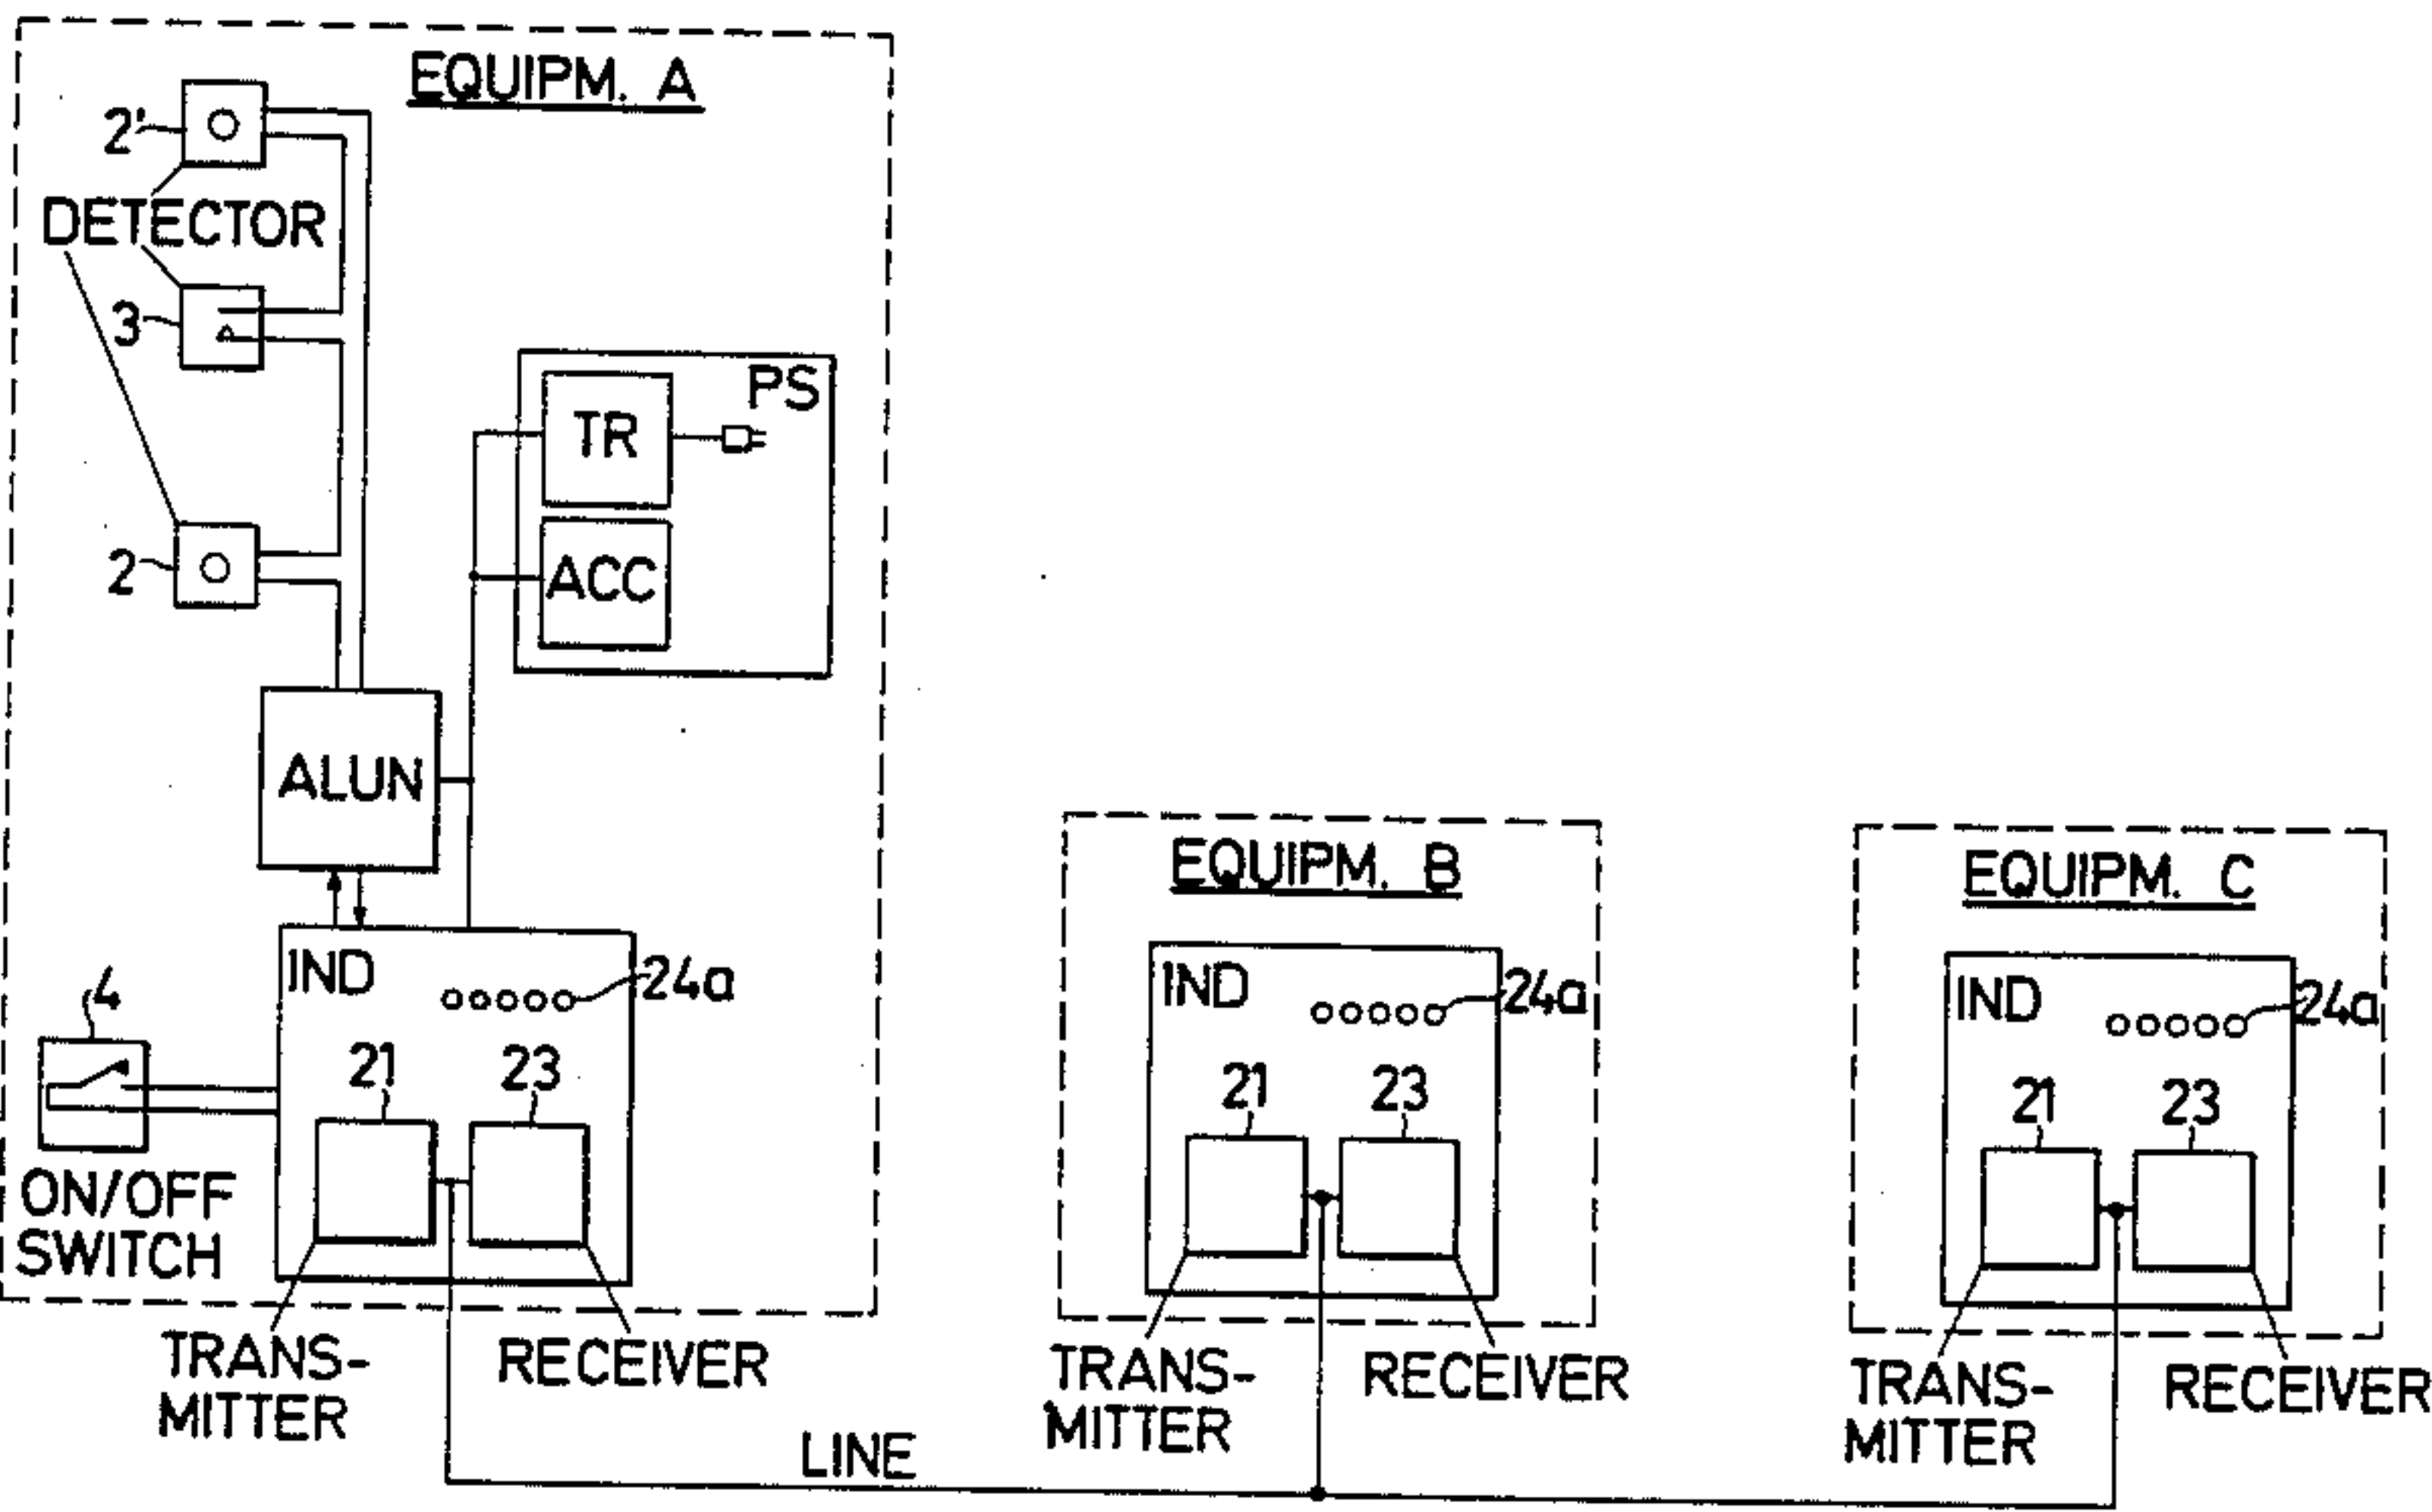 EQUIPM. A
2'
DETECTOR
3
2
PS
TR
ACC
ALUN
IND
24a
4
21
23
ON/OFF
SWITCH
TRANS-
MITTER
RECEIVER
EQUIPM. B
IND
24a
21
23
TRANS-
MITTER
RECEIVER
EQUIPM. C
IND
24a
21
23
TRANS-
MITTER
RECEIVER
LINE